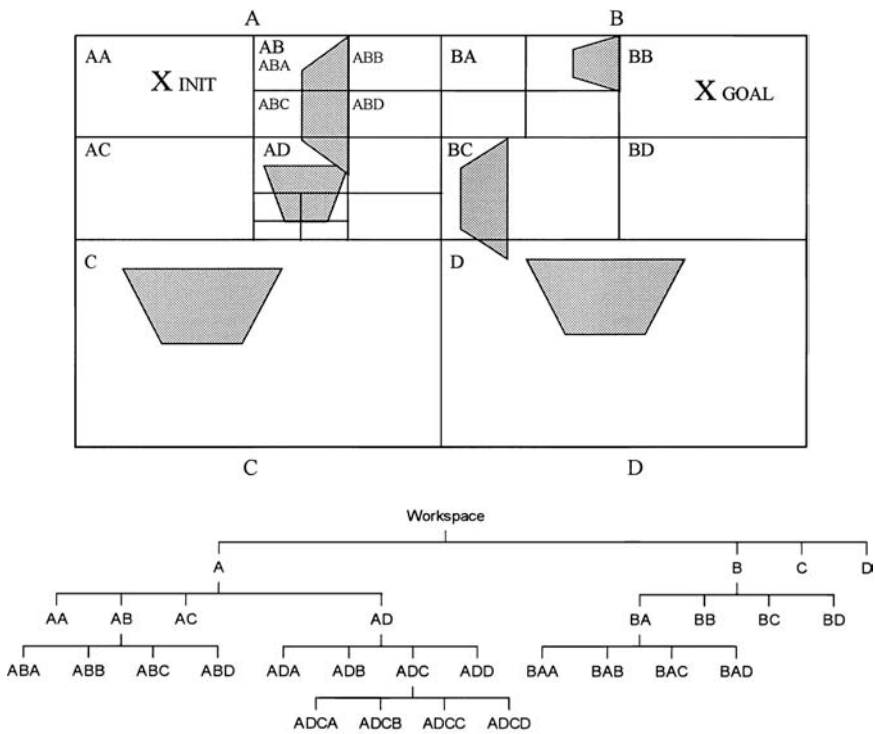 A B
AA AB BA BB
ABA ABB
X INIT X GOAL
ABC ABD
AC AD BC BD
C D
C D
Workspace
A B C D
AA AB AC AD BA BB BC BD
ABA ABB ABC ABD ADA ADB ADC ADD BAA BAB BAC BAD
ADCA ADCB ADCC ADCD